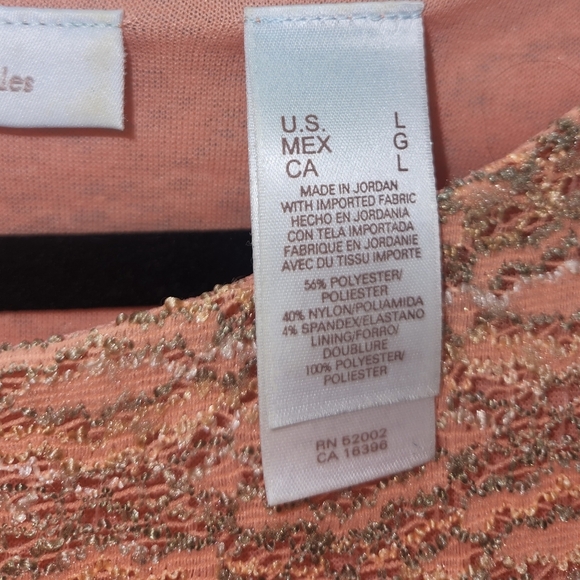 U.S. L
MEX G
CA L
MADE IN JORDAN
WITH IMPORTED FABRIC
HECHO EN JORDANIA
CON TELA IMPORTADA
FABRIQUE EN JORDANIE
AVEC DU TISSU IMPORTE
56% POLYESTER/
POLIESTER
40% NYLON/POLIAMIDA
4% SPANDEX/ELASTANO
LINING/FORRO/
DOUBLURE
100% POLYESTER/
POLIESTER
RN 52002
CA 16396